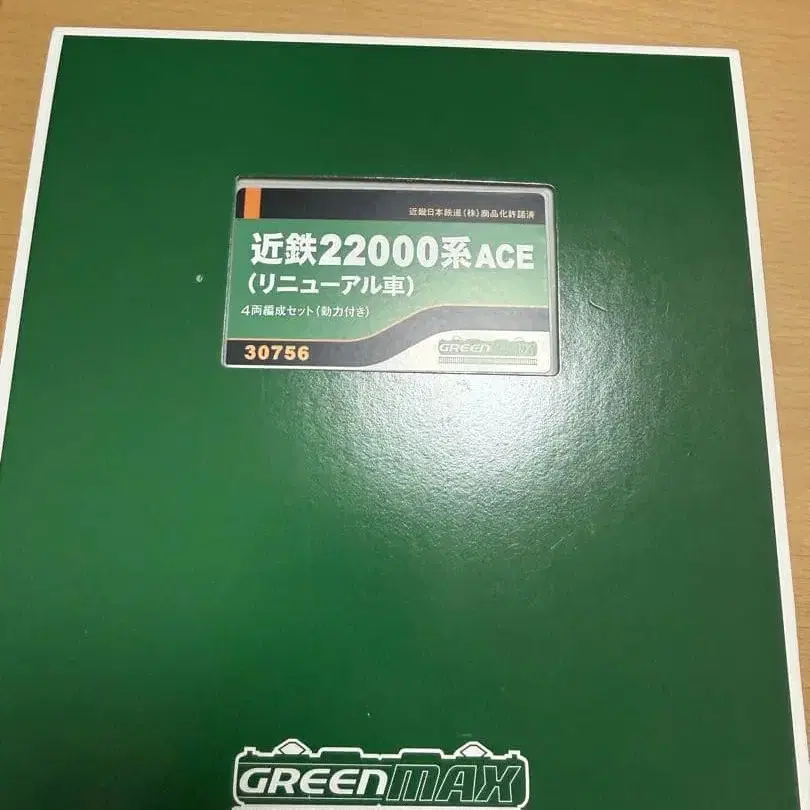 近畿日本鉄道(株)商品化許諾済
近鉄22000系ACE
(リニューアル車)
4両編成セット(動力付き)
30756
GREENMAX
GREENMAX